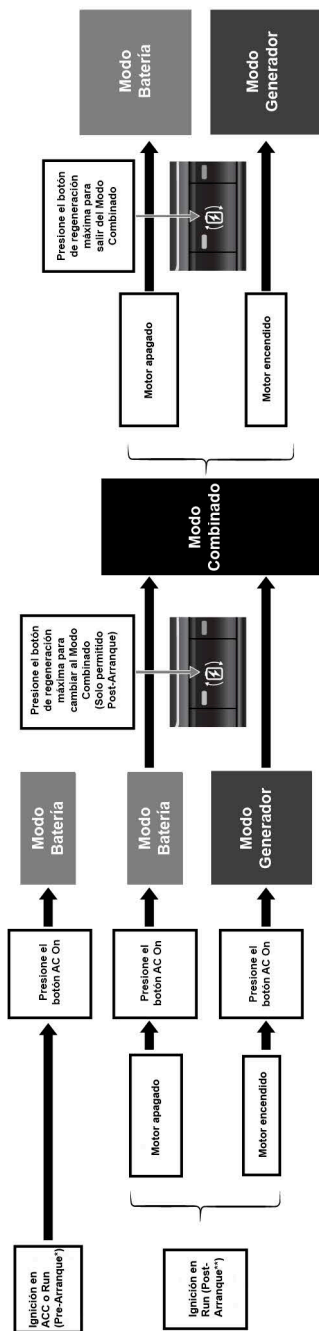 Ignición en
ACC o Run
(Pre-Arranque*)
Presione el
botón AC On
Modo
Batería
Ignición en
Run (Post-
Arranque**)
Motor apagado
Presione el
botón AC On
Modo
Batería
Motor encendido
Presione el
botón AC On
Modo
Generador
Presione el botón
de regeneración
máxima para
cambiar al Modo
Combinado
(Solo permitido
Post-Arranque)
Modo
Combinado
Motor apagado
Motor encendido
Presione el botón
de regeneración
máxima para
salir del Modo
Combinado
Modo
Batería
Modo
Generador